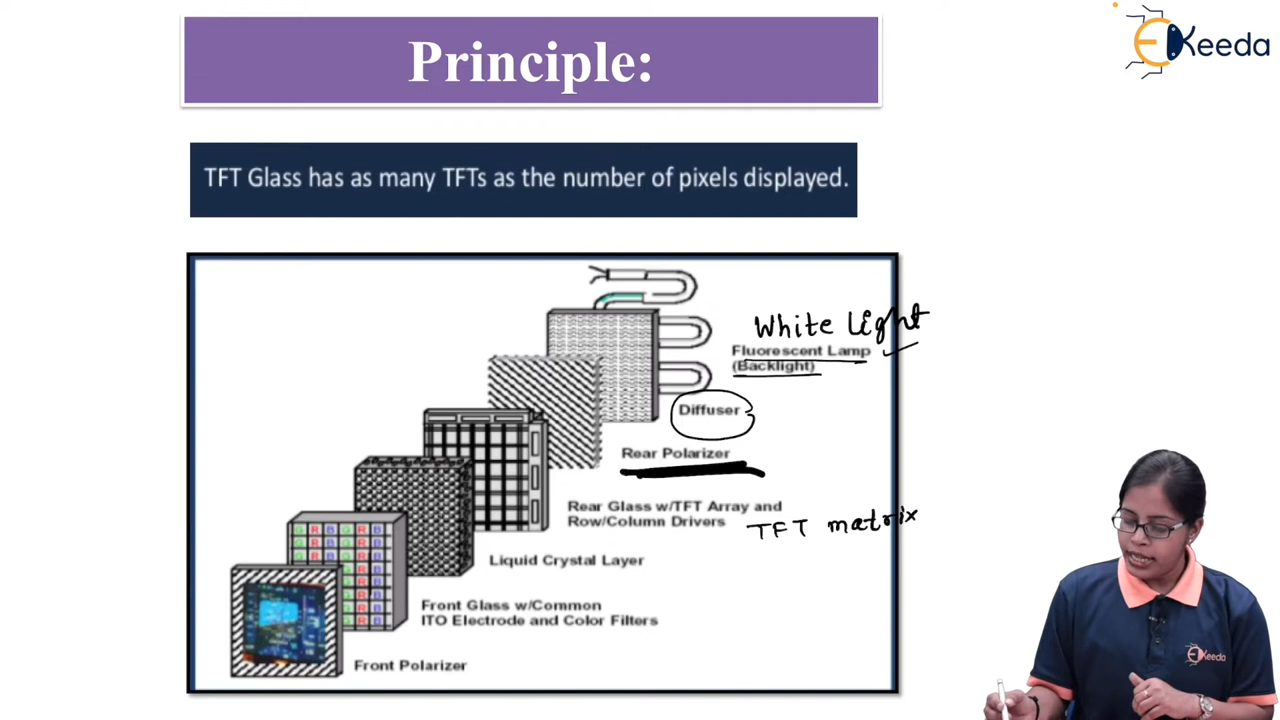 Principle:
EKeeda
TFT Glass has as many TFTs as the number of pixels displayed.
White Light
Fluorescent Lamp
(Backlight)
Diffuser
Rear Polarizer
Rear Glass w/TFT Array and
Row/Column Drivers
TFT matrix
Liquid Crystal Layer
G R B G R B
G R B G R B
G R B G R B
G R B
G R B
G R B
G R B
Front Glass w/Common
ITO Electrode and Color Filters
Front Polarizer
EKeeda